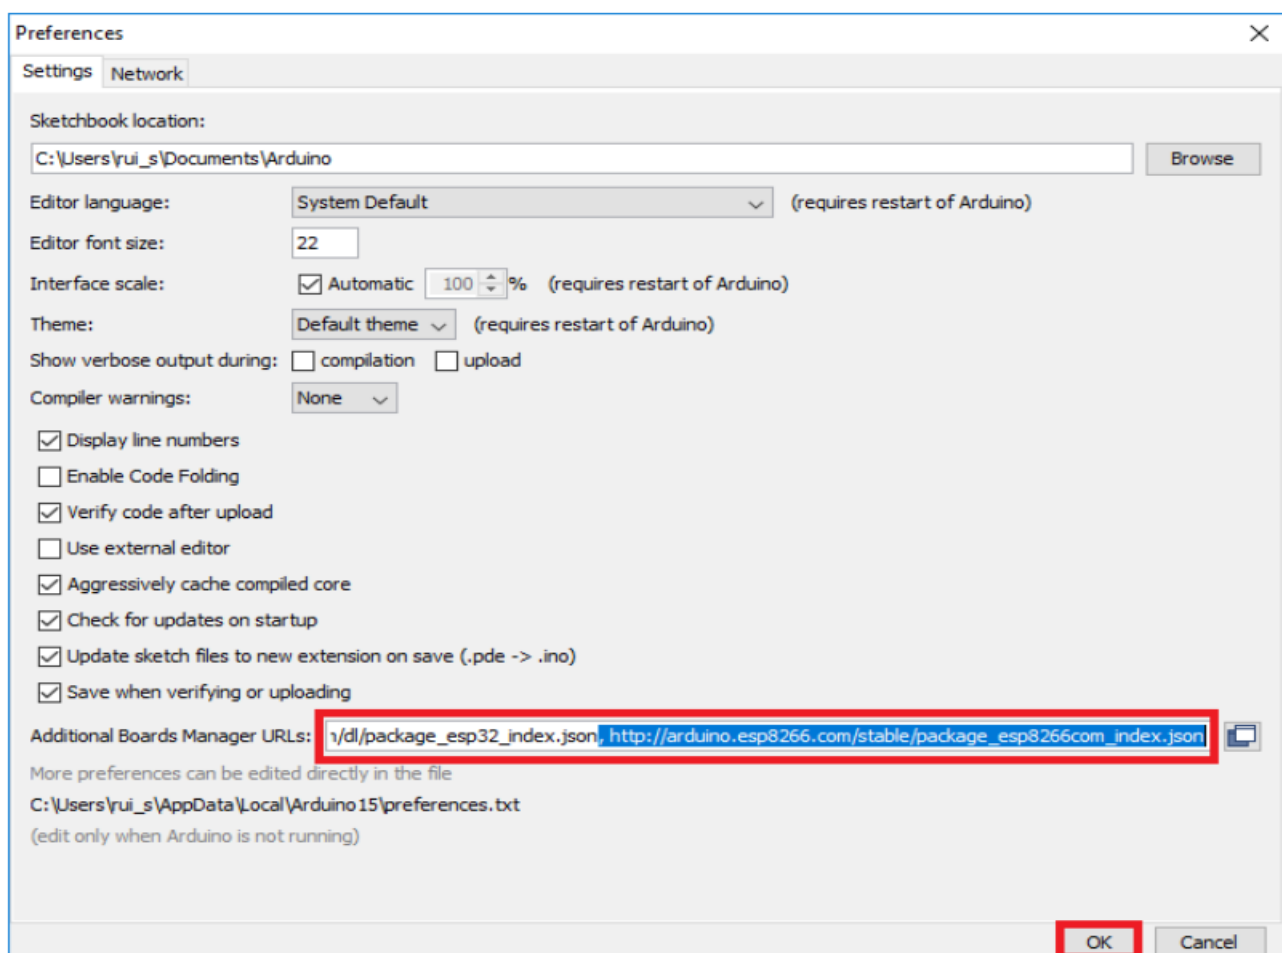 Preferences
Settings Network
Sketchbook location:
C:\Users\rui_s\Documents\Arduino Browse
Editor language: System Default (requires restart of Arduino)
Editor font size: 22
Interface scale: Automatic 100 % (requires restart of Arduino)
Theme: Default theme (requires restart of Arduino)
Show verbose output during: compilation upload
Compiler warnings: None
Display line numbers
Enable Code Folding
Verify code after upload
Use external editor
Aggressively cache compiled core
Check for updates on startup
Update sketch files to new extension on save (.pde -> .ino)
Save when verifying or uploading
Additional Boards Manager URLs: /dl/package_esp32_index.json, http://arduino.esp8266.com/stable/package_esp8266com_index.json
More preferences can be edited directly in the file
C:\Users\rui_s\AppData\Local\Arduino15\preferences.txt
(edit only when Arduino is not running)
OK Cancel